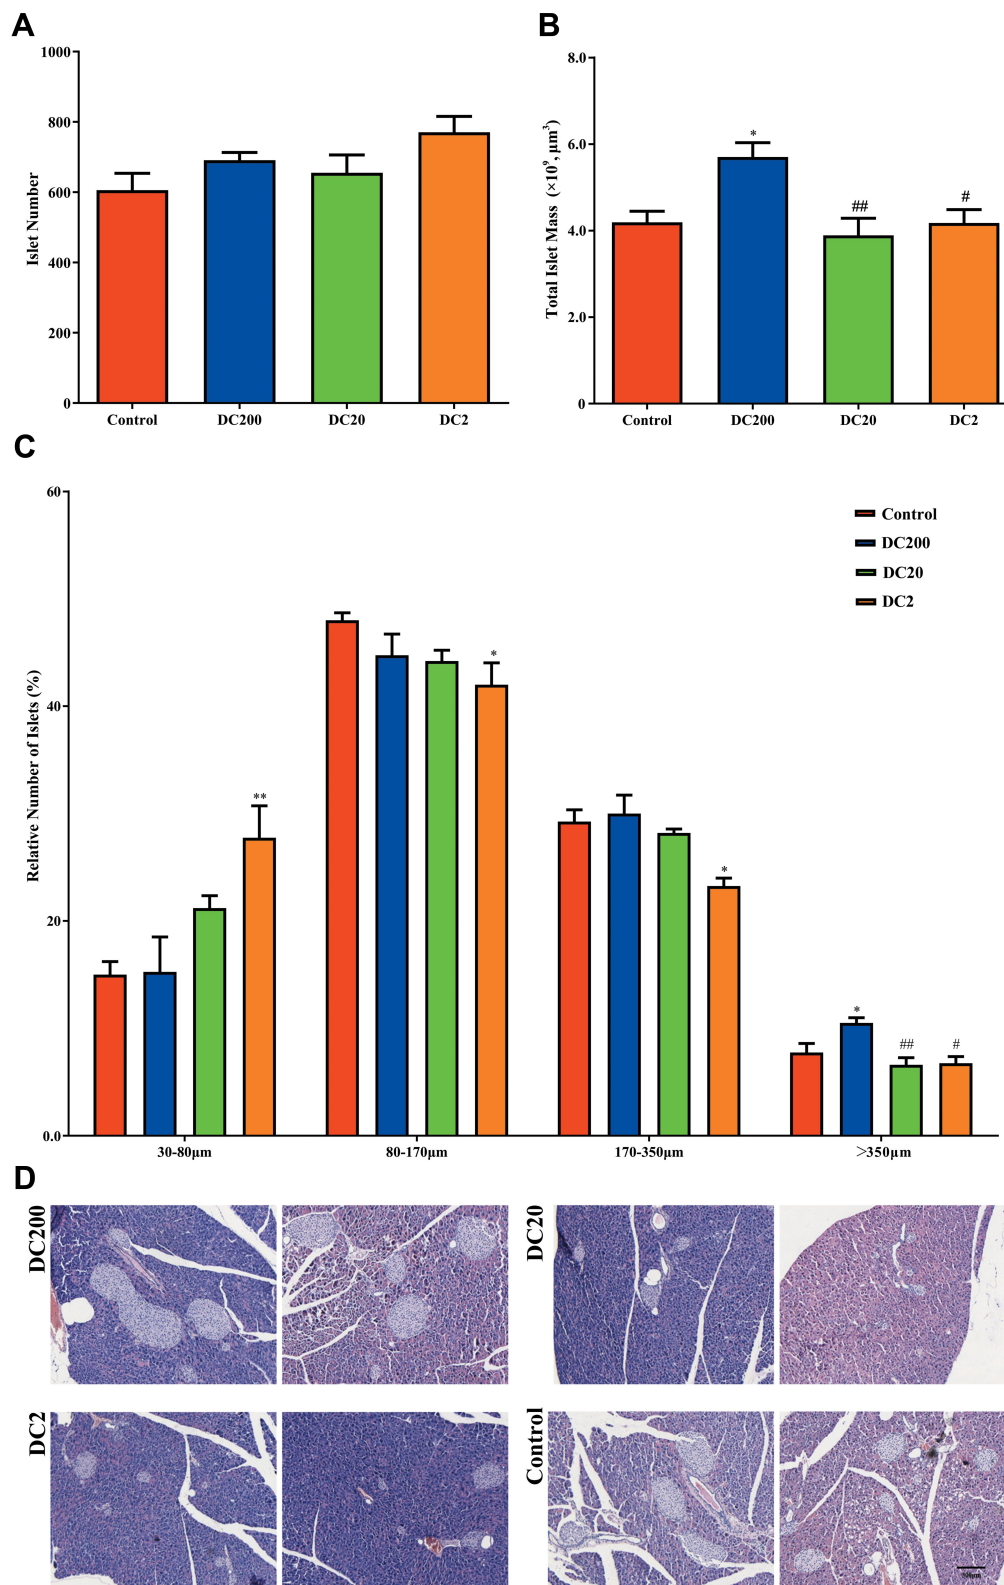 A
1000
800
600
400
200
0
Islet Number
Control DC200 DC20 DC2
B
8.0
6.0
4.0
2.0
0
Total Islet Mass (×10⁹, μm³)
*
##
#
Control DC200 DC20 DC2
C
60
40
20
0.0
Relative Number of Islets (%)
Control
DC200
DC20
DC2
**
*
*
*
##
#
30-80μm 80-170μm 170-350μm >350μm
D
DC200
DC20
DC2
Control